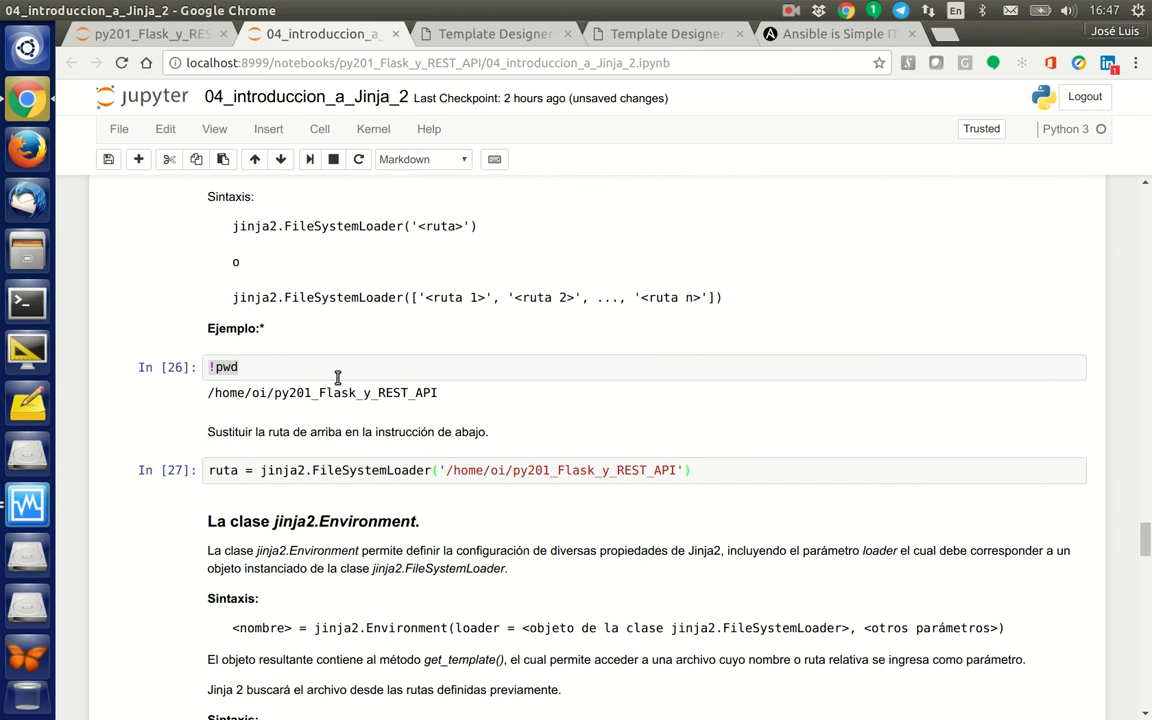 04_introduccion_a_Jinja_2 - Google Chrome
En
16:47
py201_Flask_y_RES
04_introduccion_a_
Template Designer
Template Designer
Ansible is Simple IT
José Luis
localhost:8999/notebooks/py201_Flask_y_REST_API/04_introduccion_a_Jinja_2.ipynb
jupyter
04_introduccion_a_Jinja_2
Last Checkpoint: 2 hours ago (unsaved changes)
Logout
File Edit View Insert Cell Kernel Help
Trusted
Python 3
Markdown
Sintaxis:
jinja2.FileSystemLoader('<ruta>')
o
jinja2.FileSystemLoader(['<ruta 1>', '<ruta 2>', ..., '<ruta n>'])
Ejemplo:*
In [26]: !pwd
/home/oi/py201_Flask_y_REST_API
Sustituir la ruta de arriba en la instrucción de abajo.
In [27]: ruta = jinja2.FileSystemLoader('/home/oi/py201_Flask_y_REST_API')
La clase jinja2.Environment.
La clase jinja2.Environment permite definir la configuración de diversas propiedades de Jinja2, incluyendo el parámetro loader el cual debe corresponder a un
objeto instanciado de la clase jinja2.FileSystemLoader.
Sintaxis:
<nombre> = jinja2.Environment(loader = <objeto de la clase jinja2.FileSystemLoader>, <otros parámetros>)
El objeto resultante contiene al método get_template(), el cual permite acceder a una archivo cuyo nombre o ruta relativa se ingresa como parámetro.
Jinja 2 buscará el archivo desde las rutas definidas previamente.
Sintaxis: